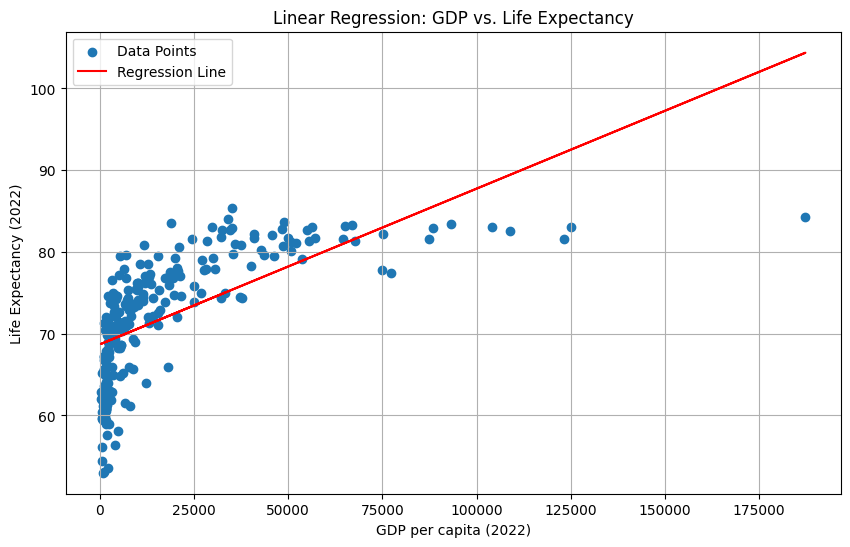 Linear Regression: GDP vs. Life Expectancy
Data Points
Regression Line
100
90
80
70
60
Life Expectancy (2022)
0 25000 50000 75000 100000 125000 150000 175000
GDP per capita (2022)